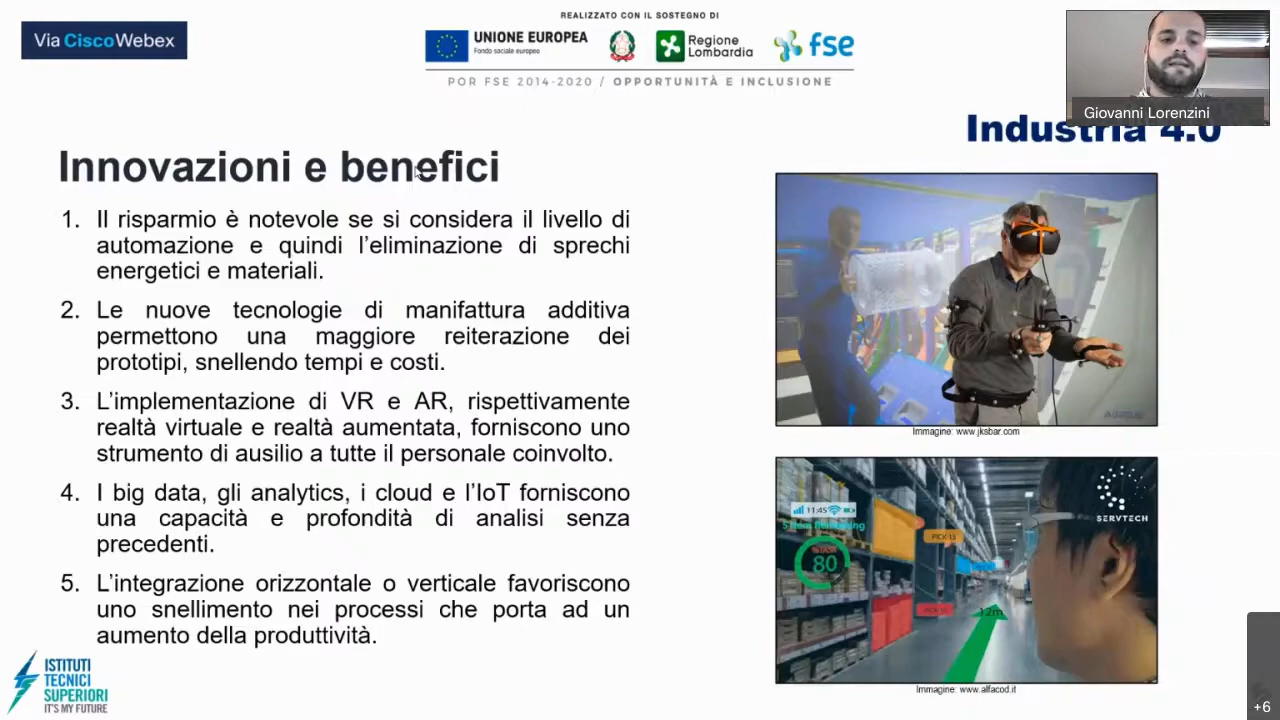 REALIZZATO CON IL SOSTEGNO DI
Via CiscoWebex
UNIONE EUROPEA
Fondo sociale europeo
Regione
Lombardia
fse
POR FSE 2014-2020 / OPPORTUNITÀ E INCLUSIONE
Giovanni Lorenzini
Industria 4.0
Innovazioni e benefici
1. Il risparmio è notevole se si considera il livello di
automazione e quindi l’eliminazione di sprechi
energetici e materiali.
2. Le nuove tecnologie di manifattura additiva
permettono una maggiore reiterazione dei
prototipi, snellendo tempi e costi.
3. L’implementazione di VR e AR, rispettivamente
realtà virtuale e realtà aumentata, forniscono uno
strumento di ausilio a tutte il personale coinvolto.
4. I big data, gli analytics, i cloud e l’IoT forniscono
una capacità e profondità di analisi senza
precedenti.
5. L’integrazione orizzontale o verticale favoriscono
uno snellimento nei processi che porta ad un
aumento della produttività.
Immagine: www.jksbar.com
SERVTECH
11:45
PICK 13
80
12m
Immagine: www.alfacod.it
ISTITUTI
TECNICI
SUPERIORI
IT'S MY FUTURE
+6